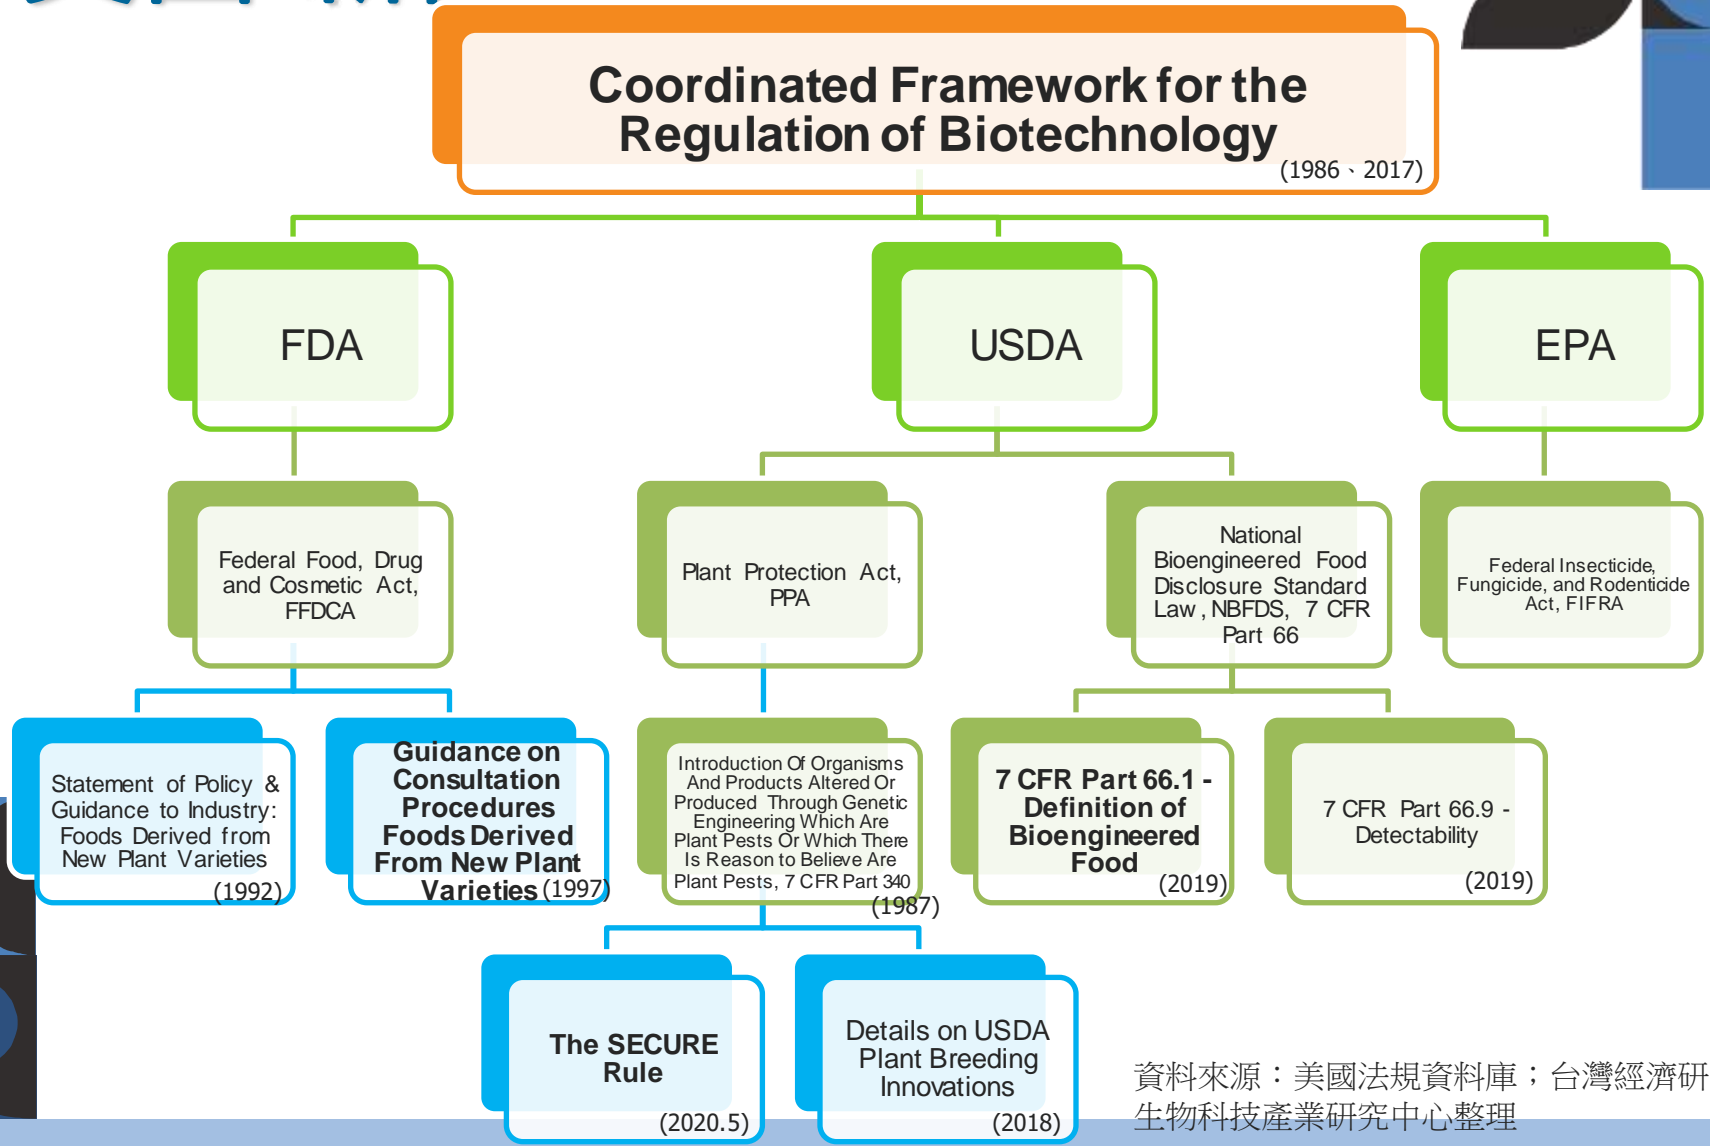 Coordinated Framework for the
Regulation of Biotechnology
(1986、2017)
FDA
USDA
EPA
Federal Food, Drug
and Cosmetic Act,
FFDCA
Plant Protection Act,
PPA
National
Bioengineered Food
Disclosure Standard
Law, NBFDS, 7 CFR
Part 66
Federal Insecticide,
Fungicide, and Rodenticide
Act, FIFRA
Statement of Policy &
Guidance to Industry:
Foods Derived from
New Plant Varieties
(1992)
Guidance on
Consultation
Procedures
Foods Derived
From New Plant
Varieties (1997)
Introduction Of Organisms
And Products Altered Or
Produced Through Genetic
Engineering Which Are
Plant Pests Or Which There
Is Reason to Believe Are
Plant Pests, 7 CFR Part 340
(1987)
7 CFR Part 66.1 -
Definition of
Bioengineered
Food
(2019)
7 CFR Part 66.9 -
Detectability
(2019)
The SECURE
Rule
(2020.5)
Details on USDA
Plant Breeding
Innovations
(2018)
資料來源：美國法規資料庫；台灣經濟研
生物科技產業研究中心整理